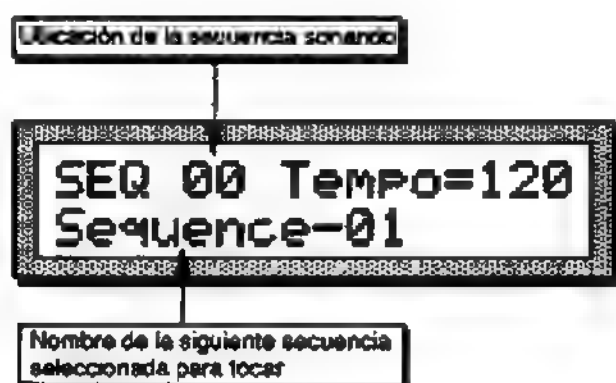 Ubicación de la secuencia sonando
SEQ 00 Tempo=120
Sequence-01
Nombre de la siguiente secuencia
seleccionada para tocar